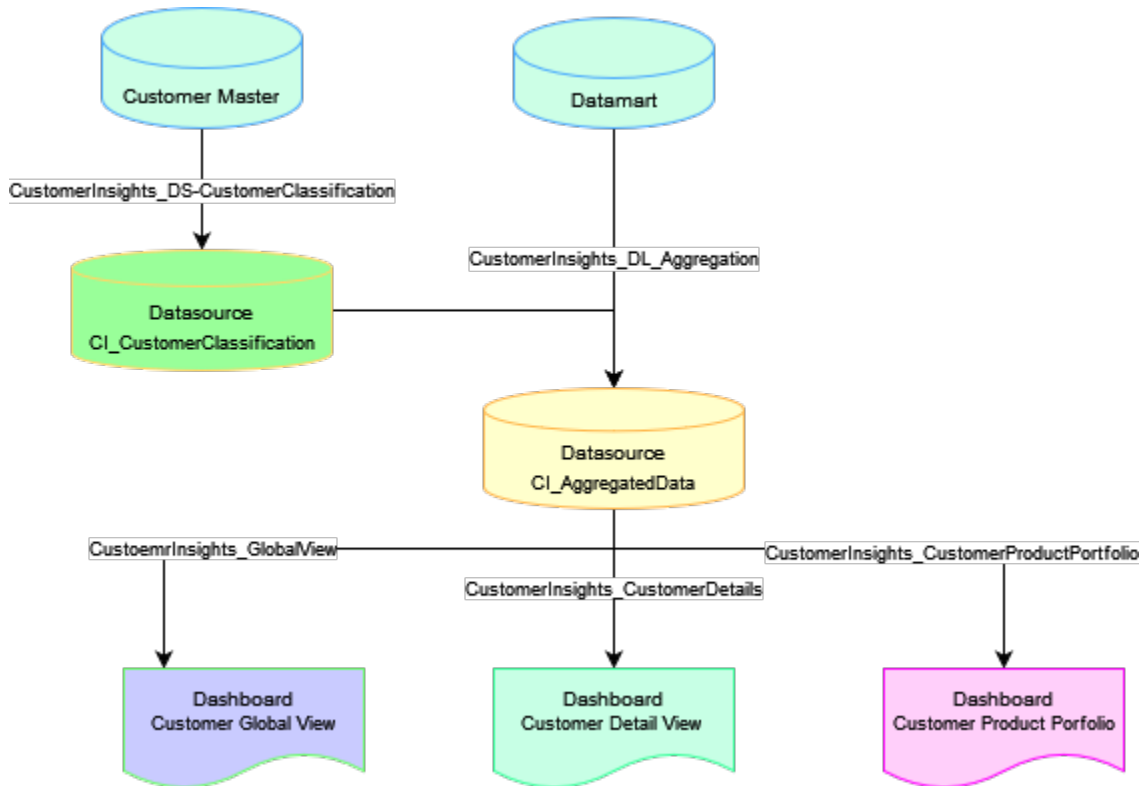 Customer Master
Datamart
CustomerInsights_DS-CustomerClassification
CustomerInsights_DL_Aggregation
Datasource
CI_CustomerClassification
Datasource
CI_AggregatedData
CustoemrInsights_GlobalView
CustomerInsights_CustomerProductPortfolio
CustomerInsights_CustomerDetails
Dashboard
Customer Global View
Dashboard
Customer Detail View
Dashboard
Customer Product Porfolio